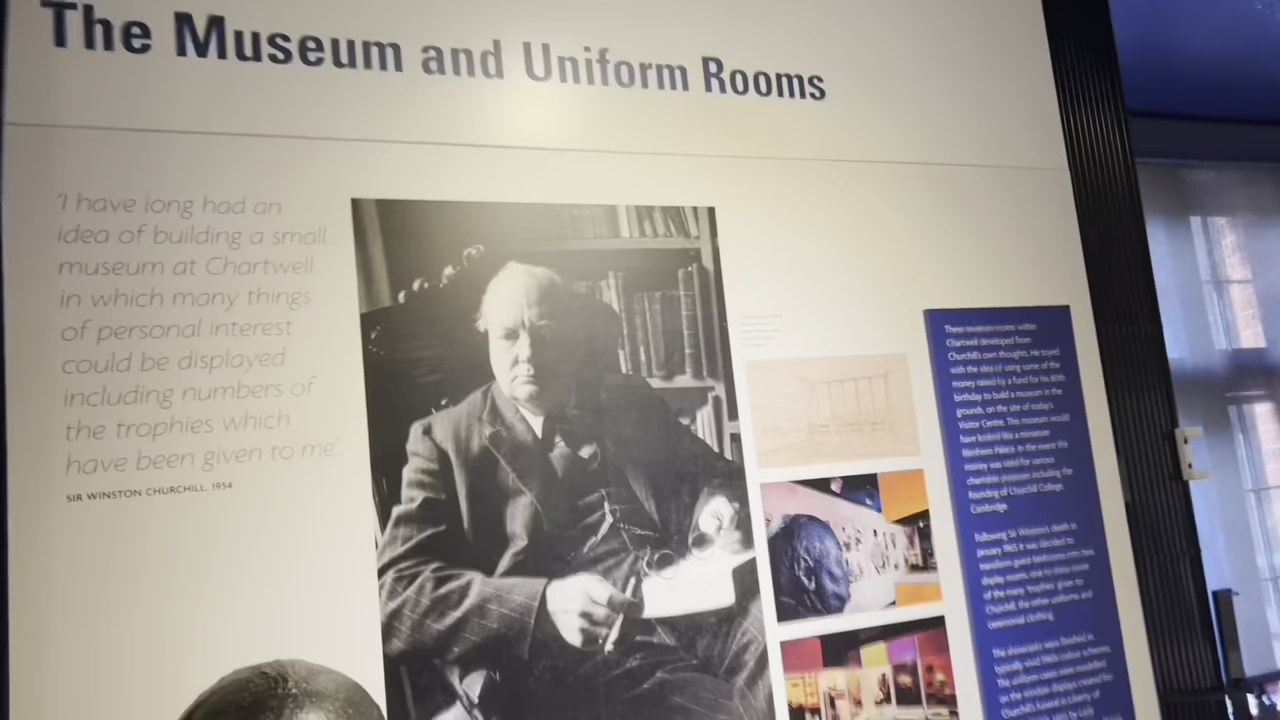 The Museum and Uniform Rooms
'I have long had an
idea of building a small
museum at Chartwell
in which many things
of personal interest
could be displayed
including numbers of
the trophies which
have been given to me'
SIR WINSTON CHURCHILL, 1954
These museum rooms within
Chartwell developed from
Churchill's own thoughts. He toyed
with the idea of using some of the
money raised by a fund for his 80th
birthday to build a museum in the
grounds, on the site of today's
Visitor Centre. This museum would
have looked like a miniature
Blenheim Palace. In the event the
money was used for various
charitable purposes including the
founding of Churchill College,
Cambridge.
Following Sir Winston's death in
January 1965 it was decided to
transform guest bedrooms into two
display rooms, one to show some
of the many 'trophies' given to
Churchill, the other uniforms and
ceremonial clothing.
The showcases were finished in
typically vivid 1960s colour schemes.
The uniform cases were modelled
on the window displays created for
Churchill's funeral in Liberty of